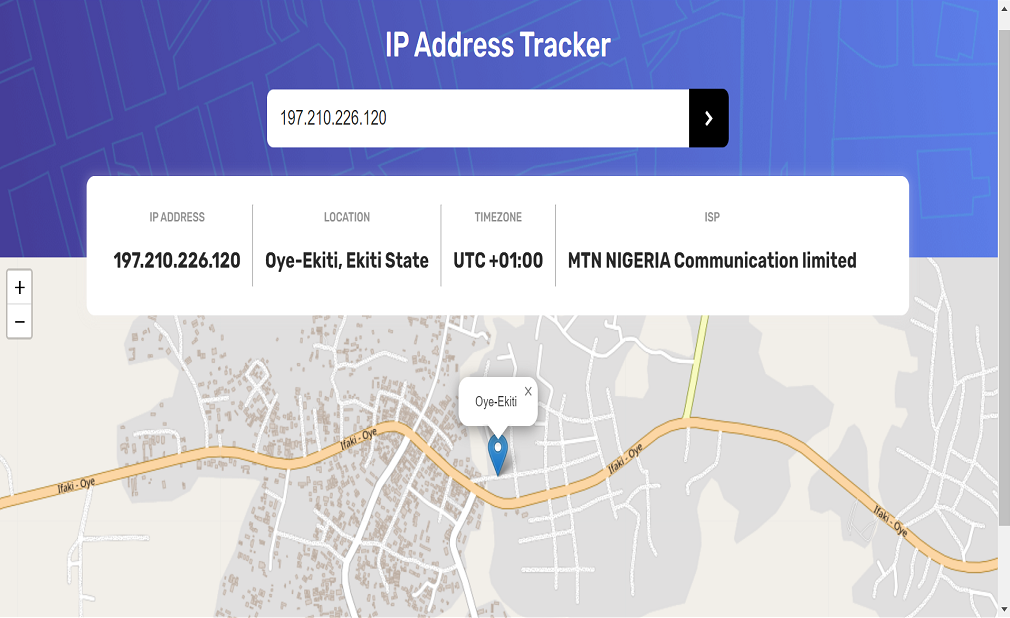 IP Address Tracker
197.210.226.120
IP ADDRESS
197.210.226.120
LOCATION
Oye-Ekiti, Ekiti State
TIMEZONE
UTC +01:00
ISP
MTN NIGERIA Communication limited
+
−
Oye-Ekiti
×
Ifaki - Oye
Ifaki - Oye
Ifaki - Oye
Ifaki - Oye